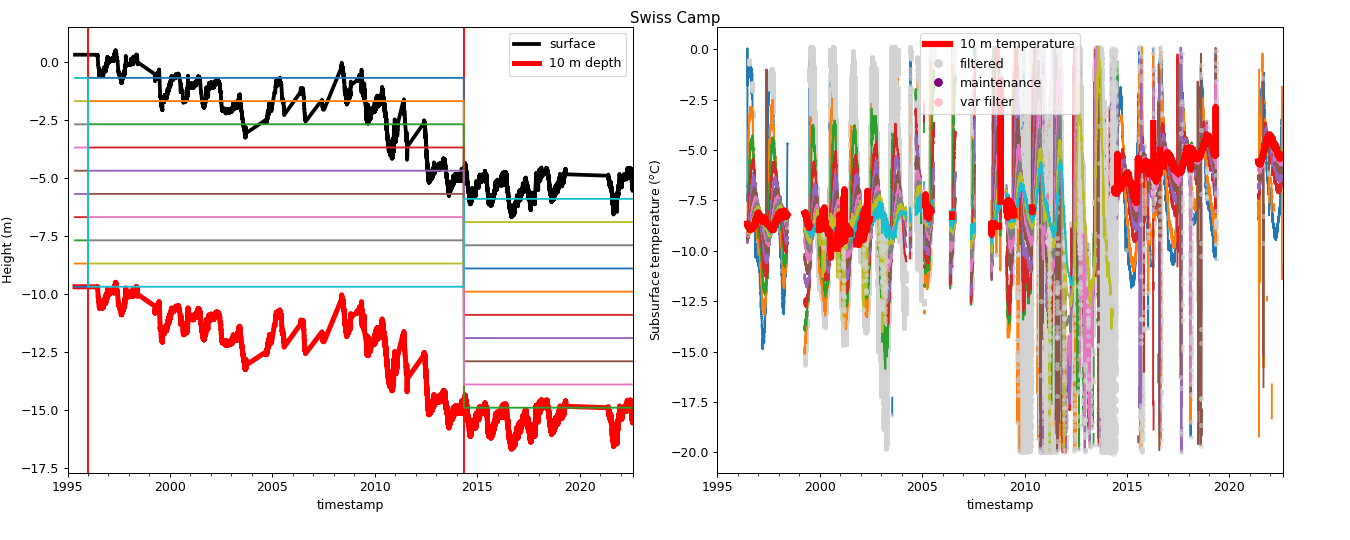 Swiss Camp
surface
10 m depth
0.0
−2.5
−5.0
−7.5
−10.0
−12.5
−15.0
−17.5
Height (m)
1995
2000
2005
2010
2015
2020
timestamp
10 m temperature
filtered
maintenance
var filter
0.0
−2.5
−5.0
−7.5
−10.0
−12.5
−15.0
−17.5
−20.0
Subsurface temperature (°C)
1995
2000
2005
2010
2015
2020
timestamp